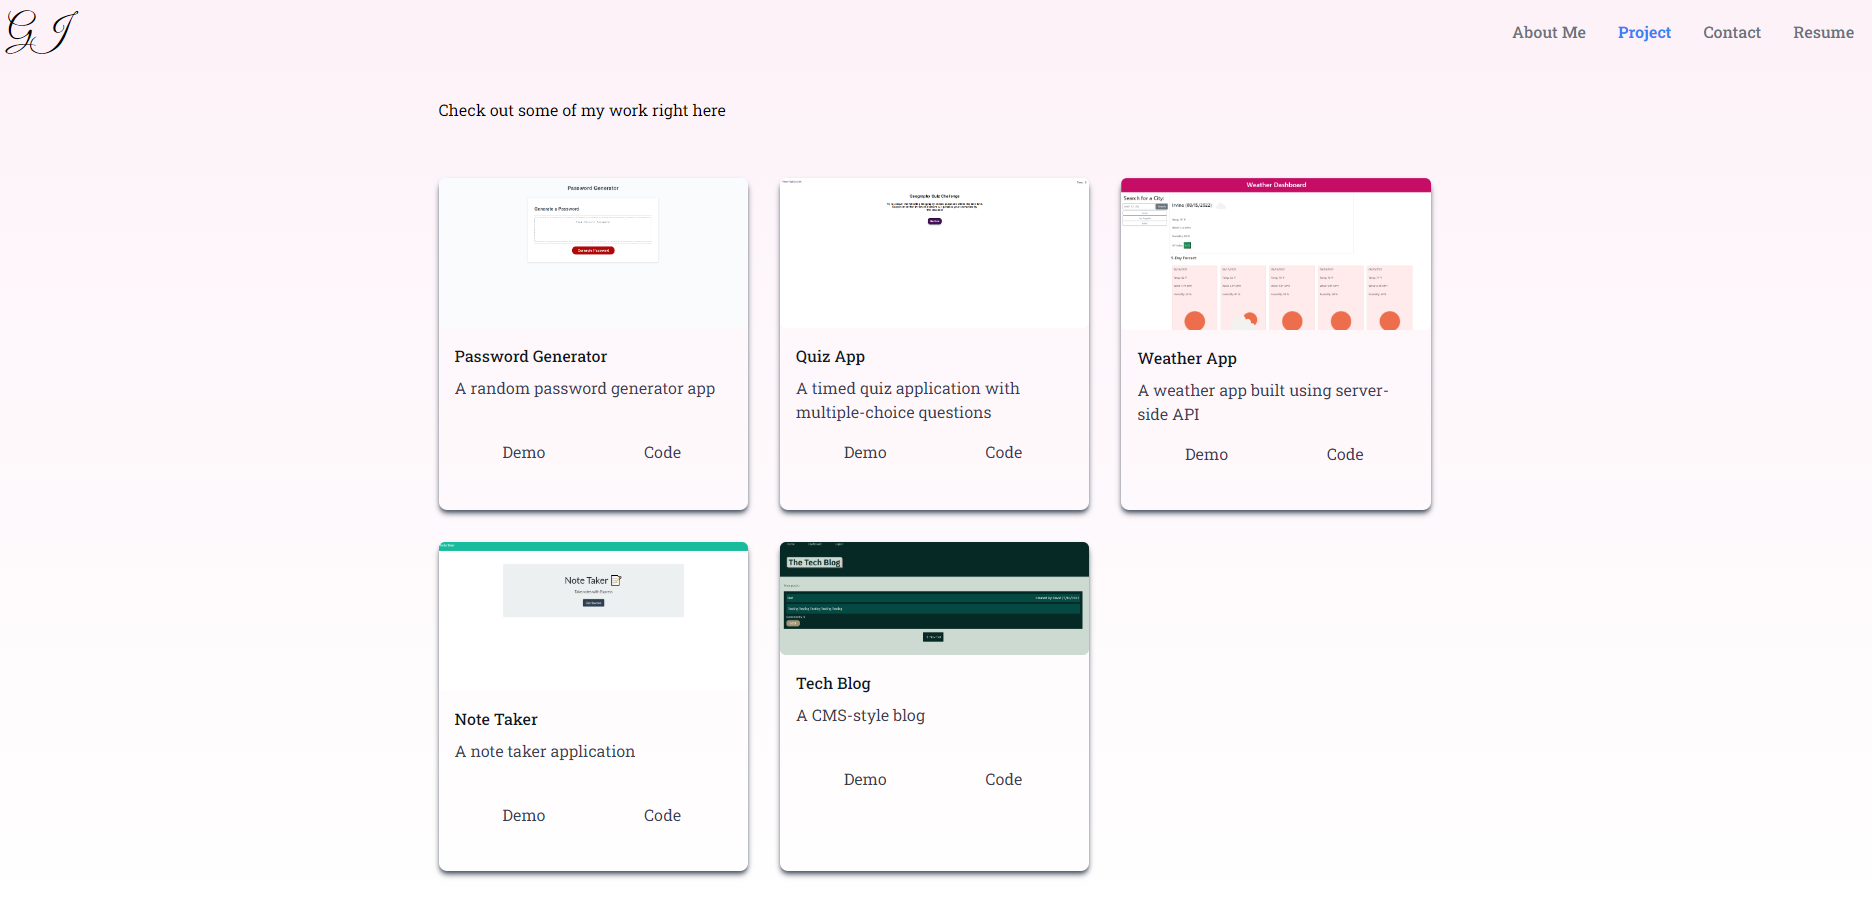 GJ
About Me Project Contact Resume
Check out some of my work right here
Password Generator
Generate a Password
Generate Password
Geography Quiz Challenge
Weather Dashboard
Search for a City:
Irvine (08/15/2022)
5-Day Forecast
Password Generator
A random password generator app
Demo Code
Quiz App
A timed quiz application with
multiple-choice questions
Demo Code
Weather App
A weather app built using server-
side API
Demo Code
Note Taker
Note Taker
A note taker application
Demo Code
The Tech Blog
Tech Blog
A CMS-style blog
Demo Code